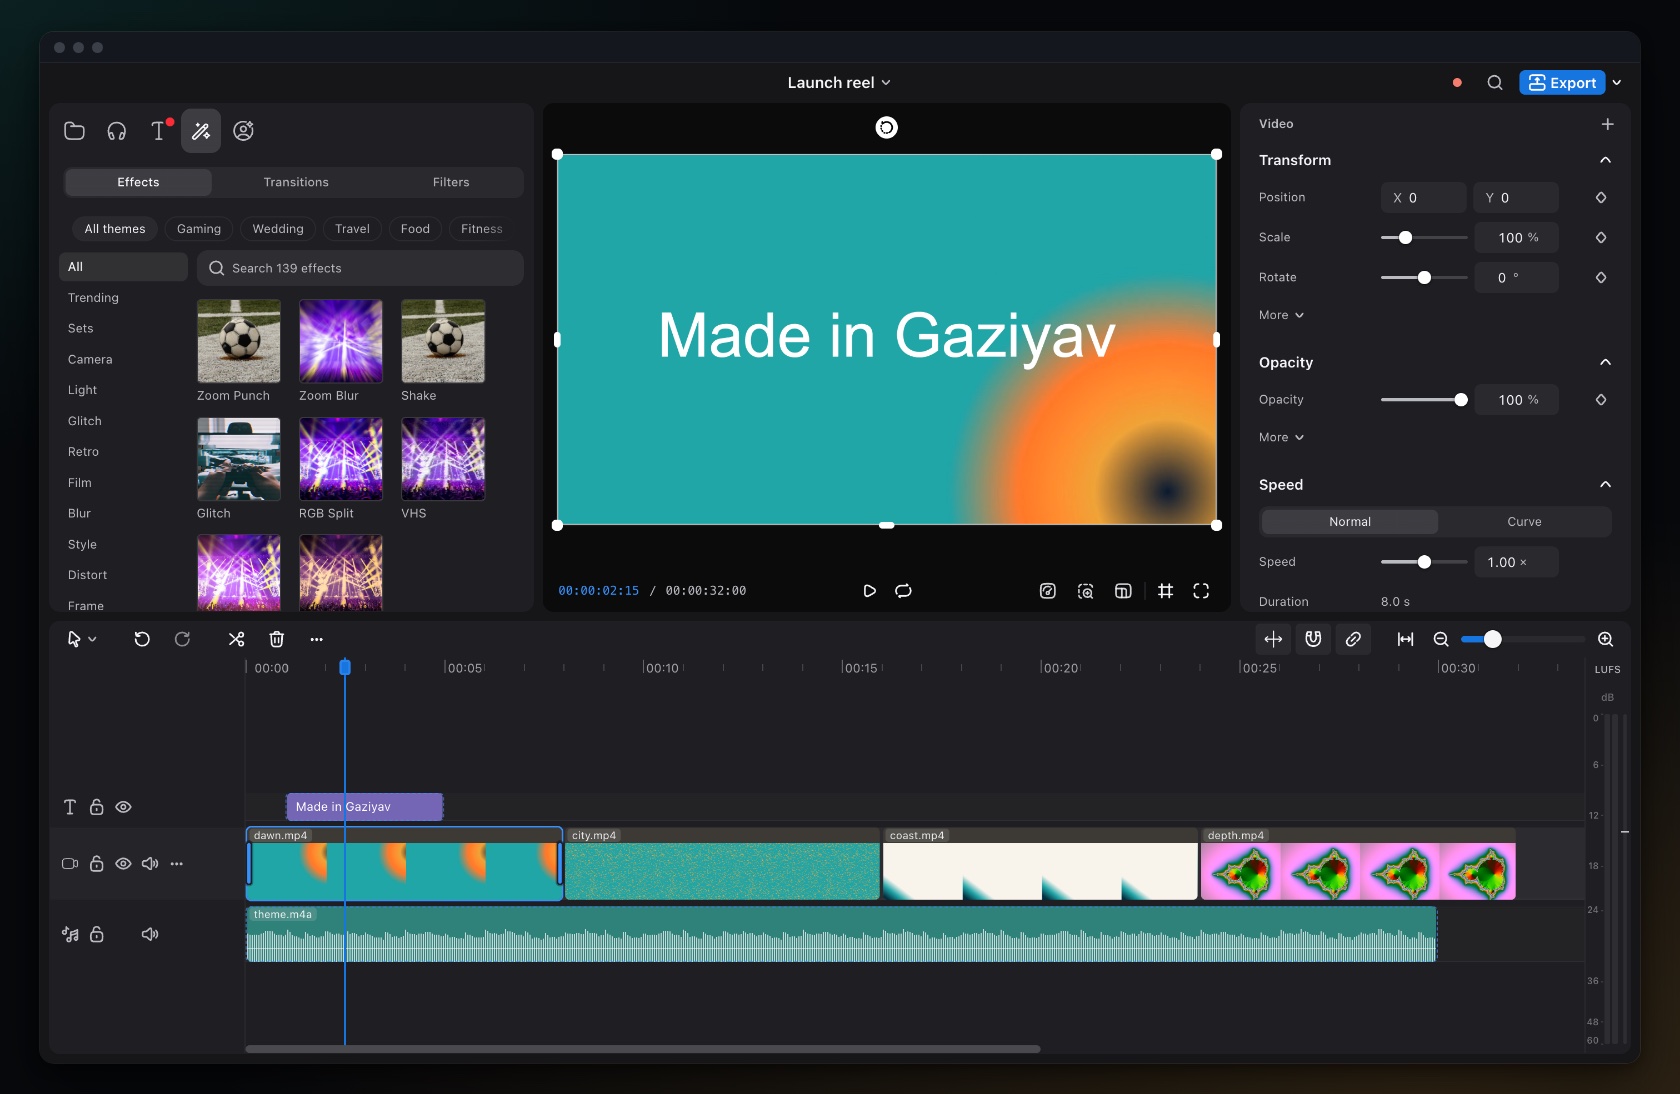 Launch reel
Export
Effects
Transitions
Filters
All themes
Gaming
Wedding
Travel
Food
Fitness
All
Trending
Sets
Camera
Light
Glitch
Retro
Film
Blur
Style
Distort
Frame
Search 139 effects
Zoom Punch
Zoom Blur
Shake
Glitch
RGB Split
VHS
Made in Gaziyav
00:00:02:15 / 00:00:32:00
Video
Transform
Position X 0 Y 0
Scale 100 %
Rotate 0 °
More
Opacity
Opacity 100 %
More
Speed
Normal
Curve
Speed 1.00 ×
Duration 8.0 s
00:00
00:05
00:10
00:15
00:20
00:25
00:30
LUFS
dB
0
6
12
18
24
36
48
60
Made in Gaziyav
dawn.mp4
city.mp4
coast.mp4
depth.mp4
theme.m4a